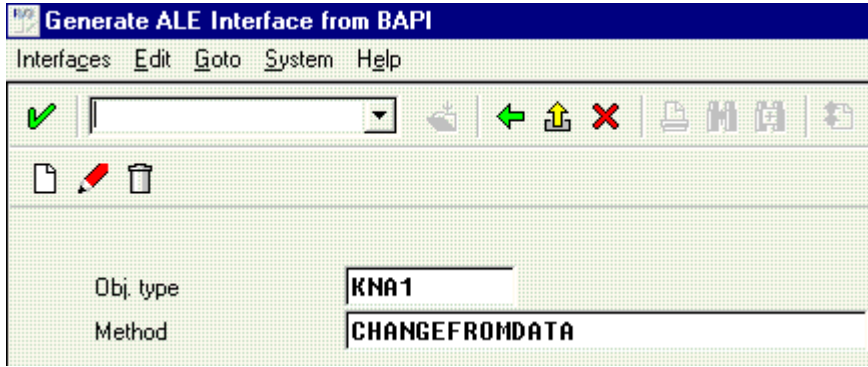 Generate ALE Interface from BAPI
Interfaces Edit Goto System Help
Obj. type KNA1
Method CHANGEFROMDATA